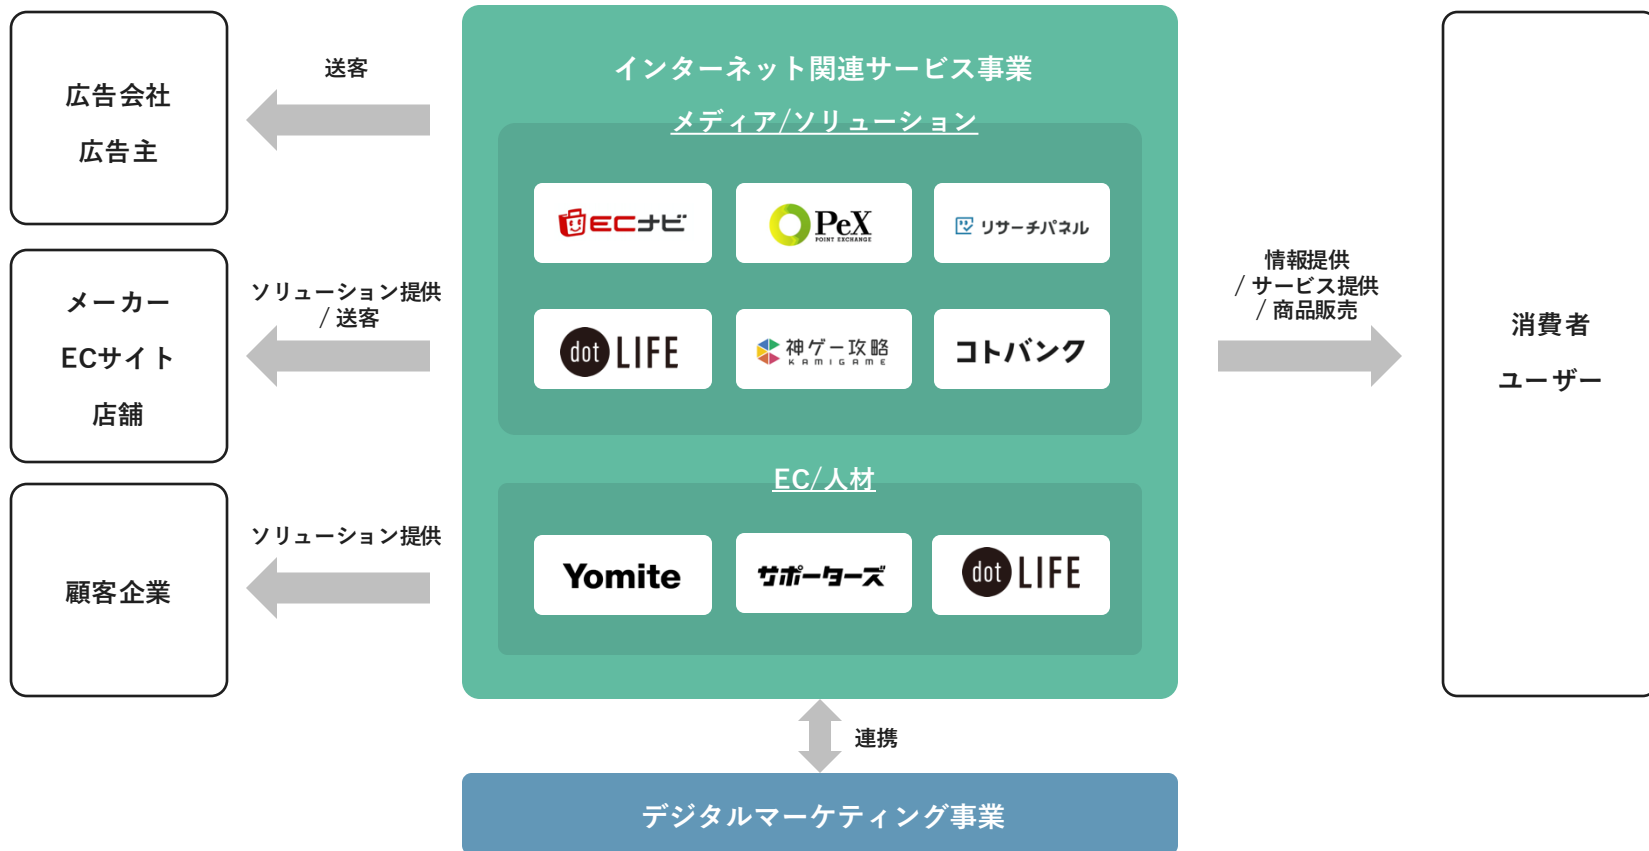 広告会社
広告主
メーカー
ECサイト
店舗
顧客企業
送客
ソリューション提供
/ 送客
ソリューション提供
インターネット関連サービス事業
メディア/ソリューション
ECナビ
PeX
POINT EXCHANGE
リサーチパネル
dot LIFE
神ゲー攻略
KAMIGAME
コトバンク
EC/人材
Yomite
サポーターズ
dot LIFE
連携
デジタルマーケティング事業
情報提供
/ サービス提供
/ 商品販売
消費者
ユーザー